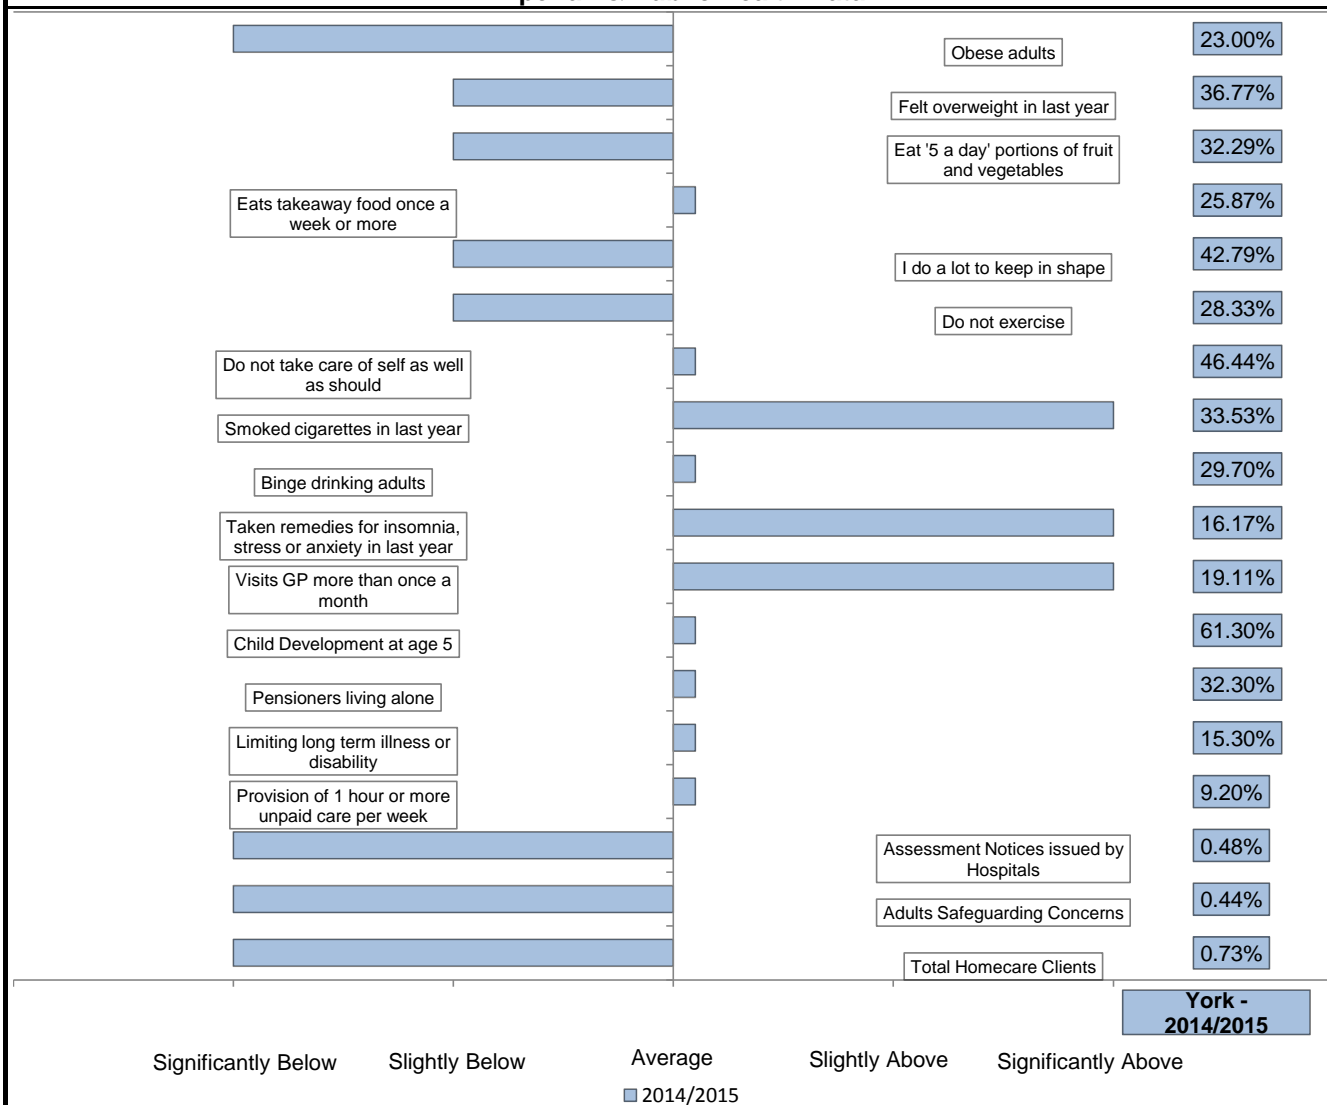 Obese adults
23.00%
Felt overweight in last year
36.77%
Eat '5 a day' portions of fruit
and vegetables
32.29%
Eats takeaway food once a
week or more
25.87%
I do a lot to keep in shape
42.79%
Do not exercise
28.33%
Do not take care of self as well
as should
46.44%
Smoked cigarettes in last year
33.53%
Binge drinking adults
29.70%
Taken remedies for insomnia,
stress or anxiety in last year
16.17%
Visits GP more than once a
month
19.11%
Child Development at age 5
61.30%
Pensioners living alone
32.30%
Limiting long term illness or
disability
15.30%
Provision of 1 hour or more
unpaid care per week
9.20%
Assessment Notices issued by
Hospitals
0.48%
Adults Safeguarding Concerns
0.44%
Total Homecare Clients
0.73%
York -
2014/2015
Significantly Below Slightly Below Average Slightly Above Significantly Above
2014/2015